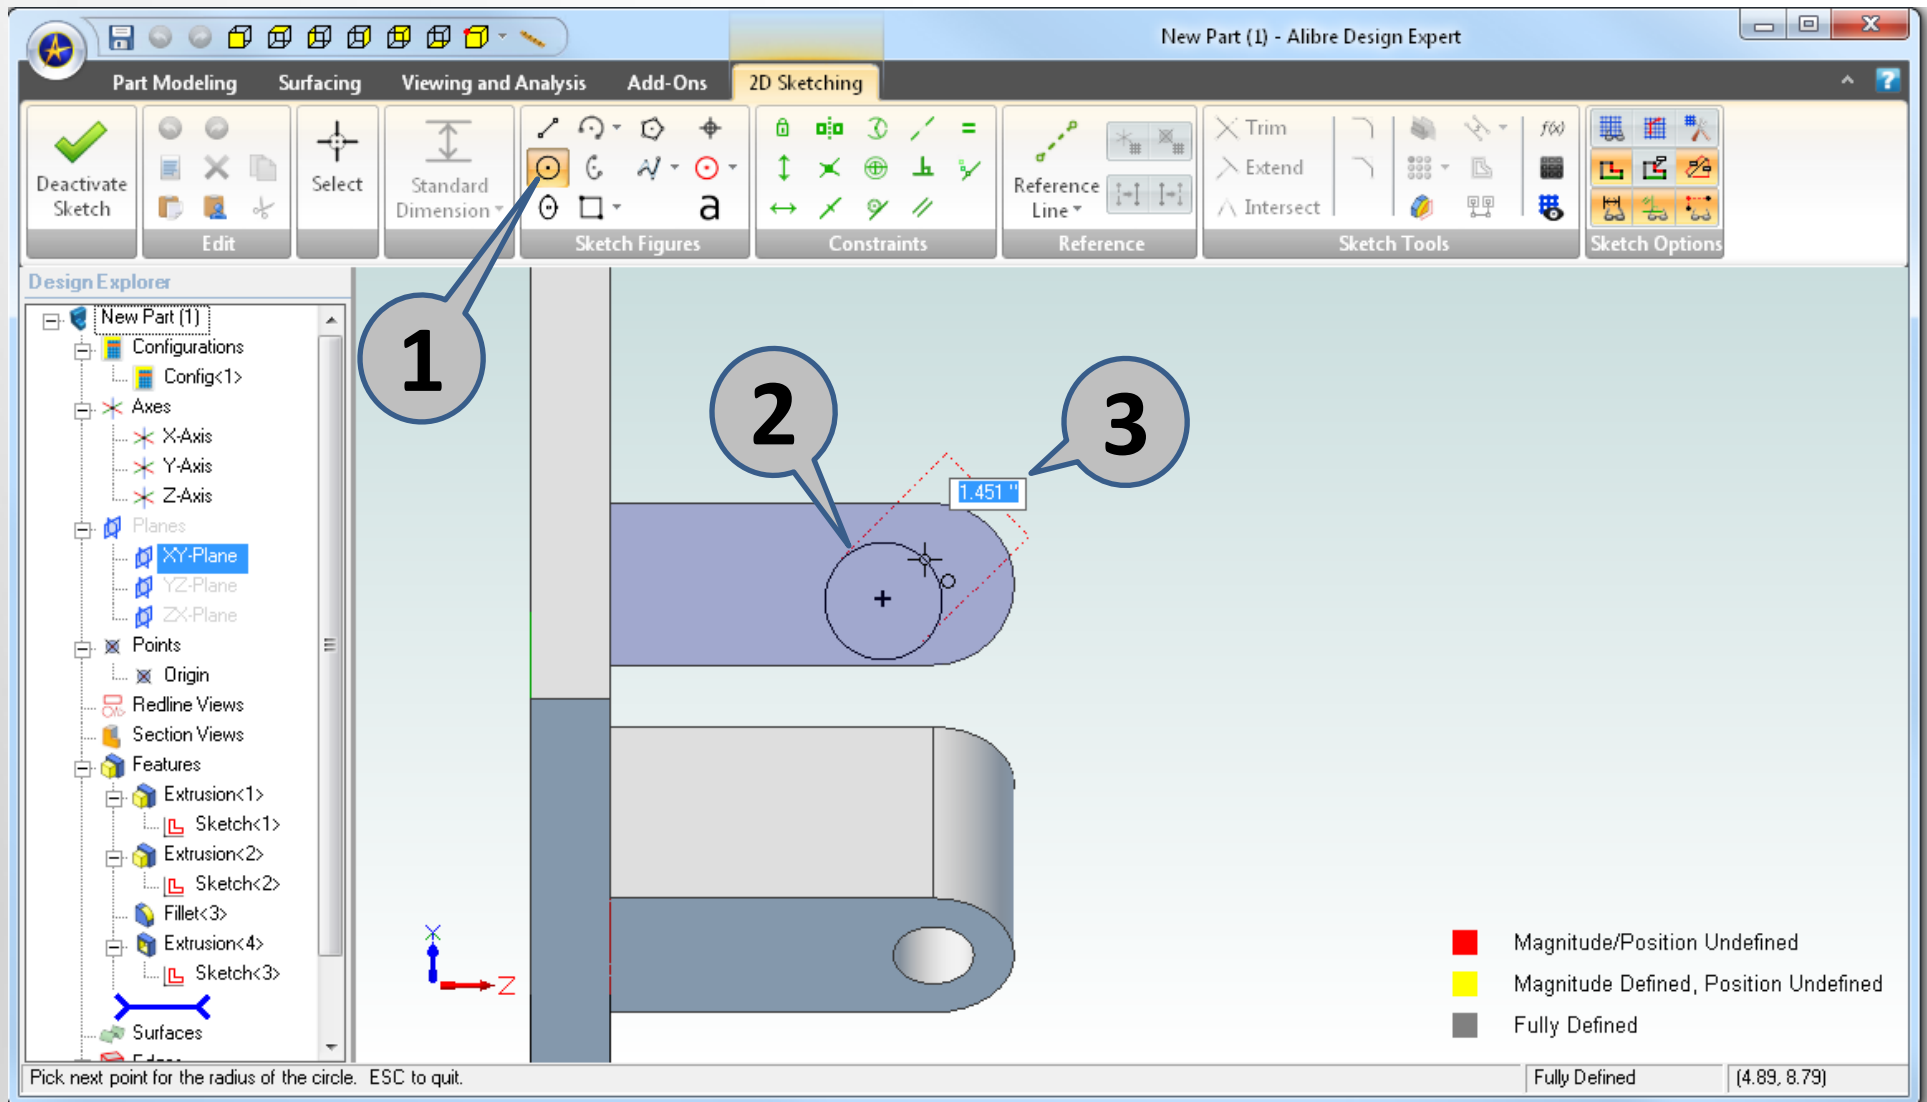 New Part (1) - Alibre Design Expert
Part Modeling Surfacing Viewing and Analysis Add-Ons 2D Sketching
Deactivate Sketch
Edit
Select
Standard Dimension
a
Sketch Figures
Constraints
Reference Line
Reference
Trim
Extend
Intersect
f(x)
Sketch Tools
Sketch Options
Design Explorer
New Part (1)
Configurations
Config<1>
Axes
X-Axis
Y-Axis
Z-Axis
Planes
XY-Plane
YZ-Plane
ZX-Plane
Points
Origin
Redline Views
Section Views
Features
Extrusion<1>
Sketch<1>
Extrusion<2>
Sketch<2>
Fillet<3>
Extrusion<4>
Sketch<3>
Surfaces
1
2
3
1.451 "
X
Z
Magnitude/Position Undefined
Magnitude Defined, Position Undefined
Fully Defined
Pick next point for the radius of the circle. ESC to quit.
Fully Defined
(4.89, 8.79)